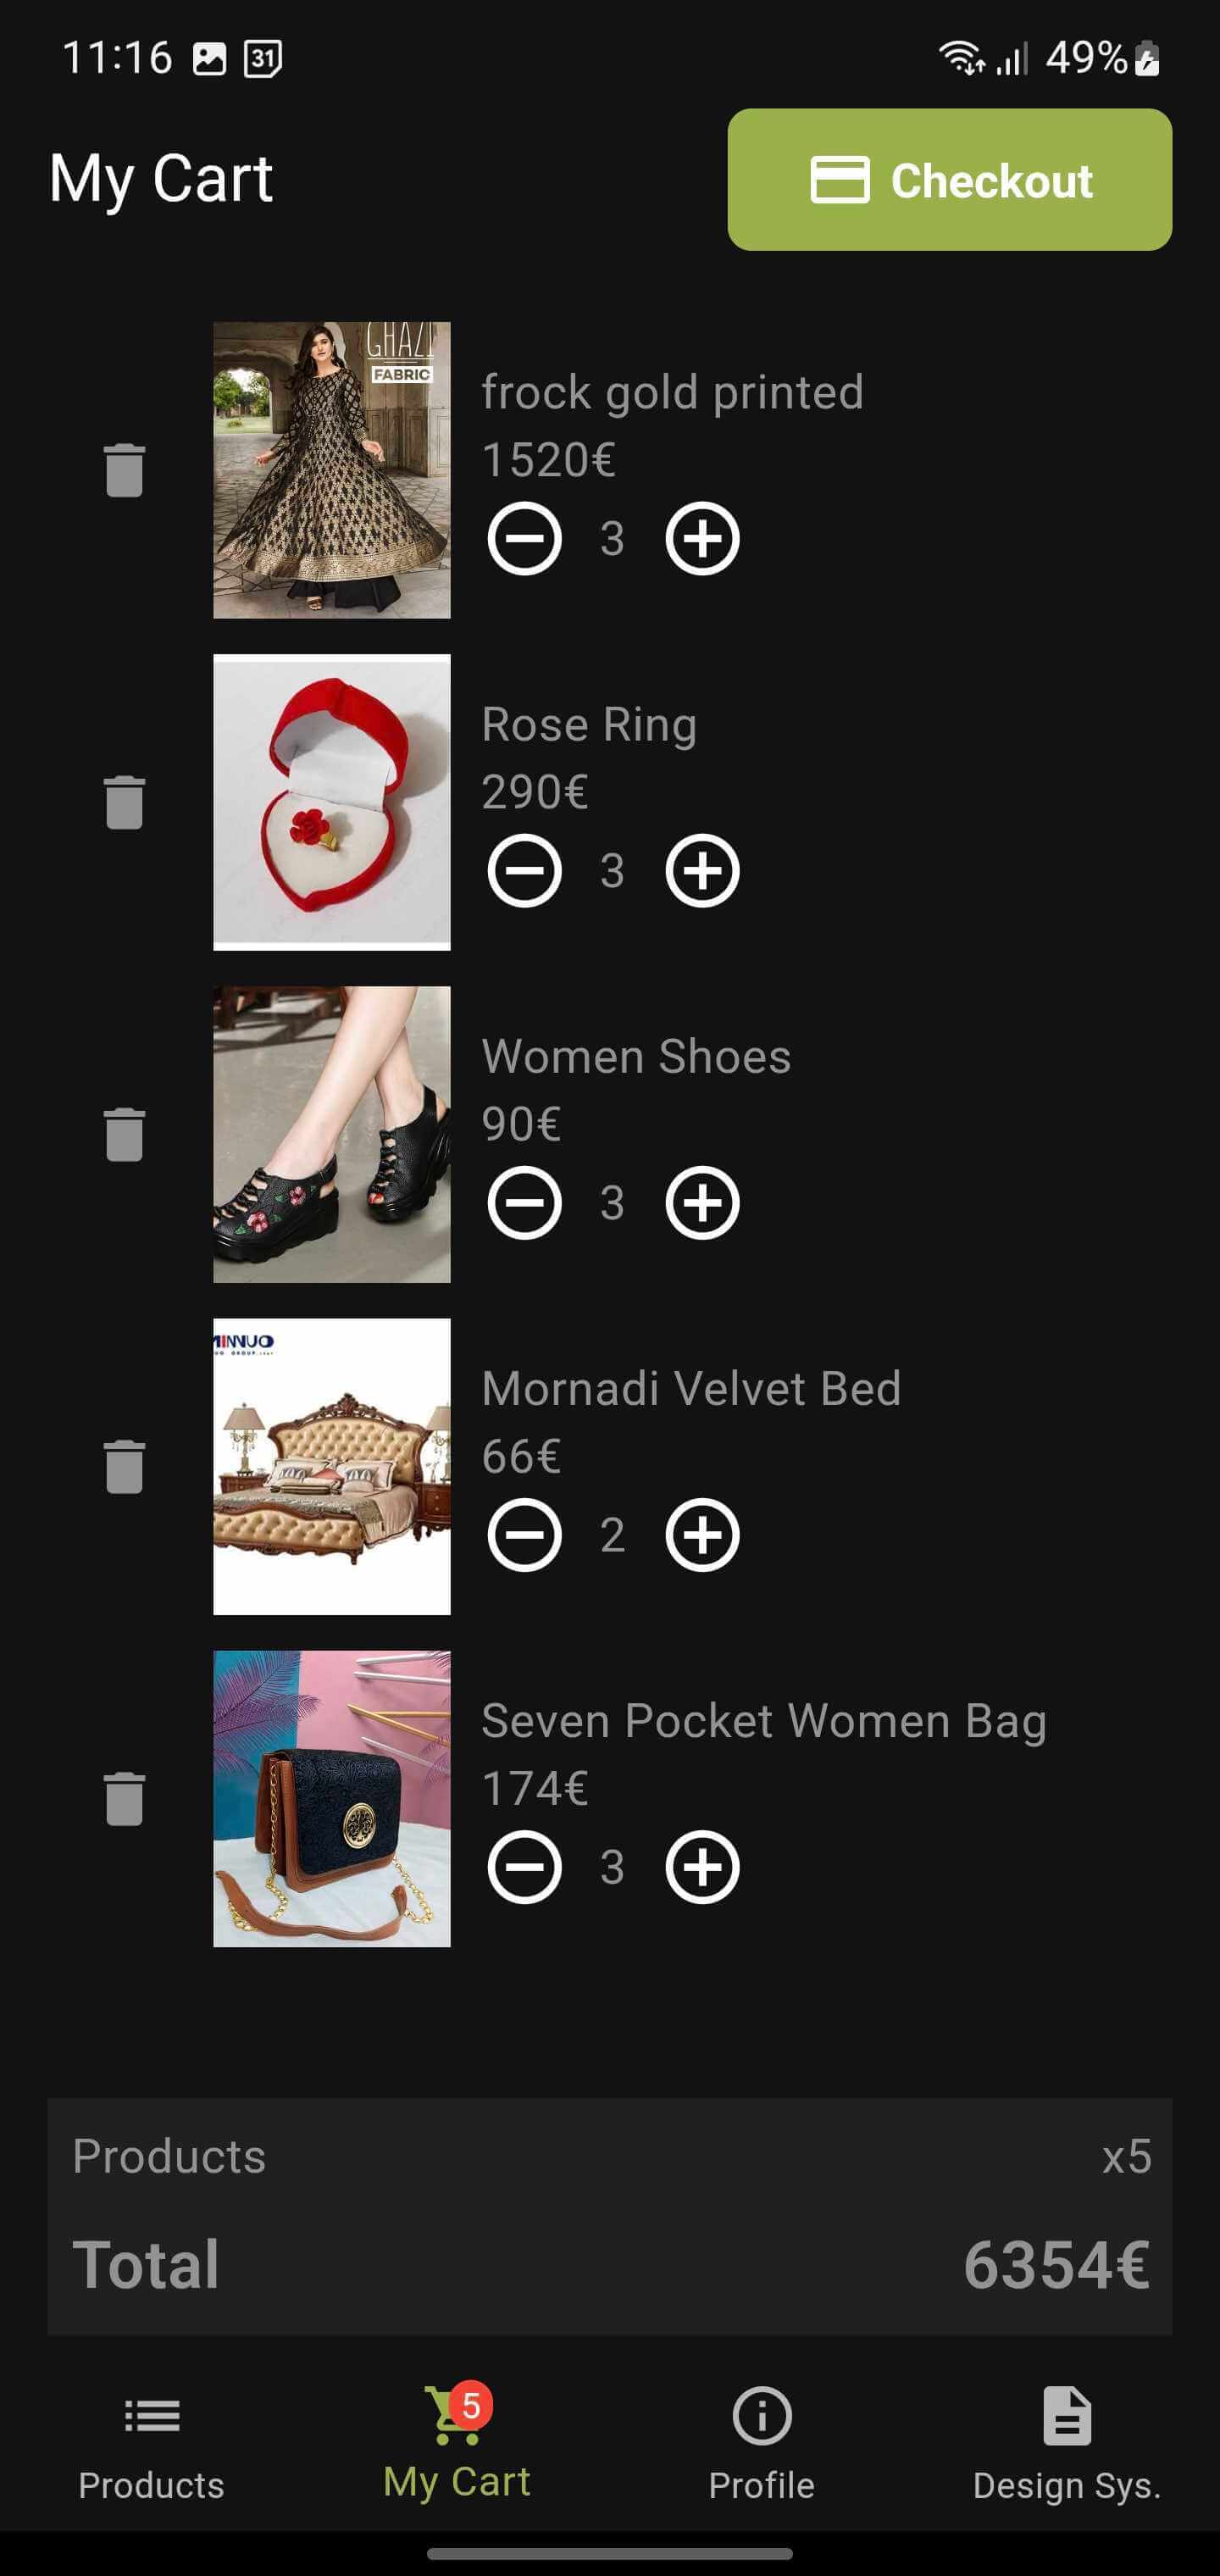 11:16 31 49%
My Cart
Checkout
GHAZI
FABRIC
frock gold printed
1520€
3
Rose Ring
290€
3
Women Shoes
90€
3
MINNUO
Mornadi Velvet Bed
66€
2
Seven Pocket Women Bag
174€
3
Products x5
Total 6354€
5
Products My Cart Profile Design Sys.